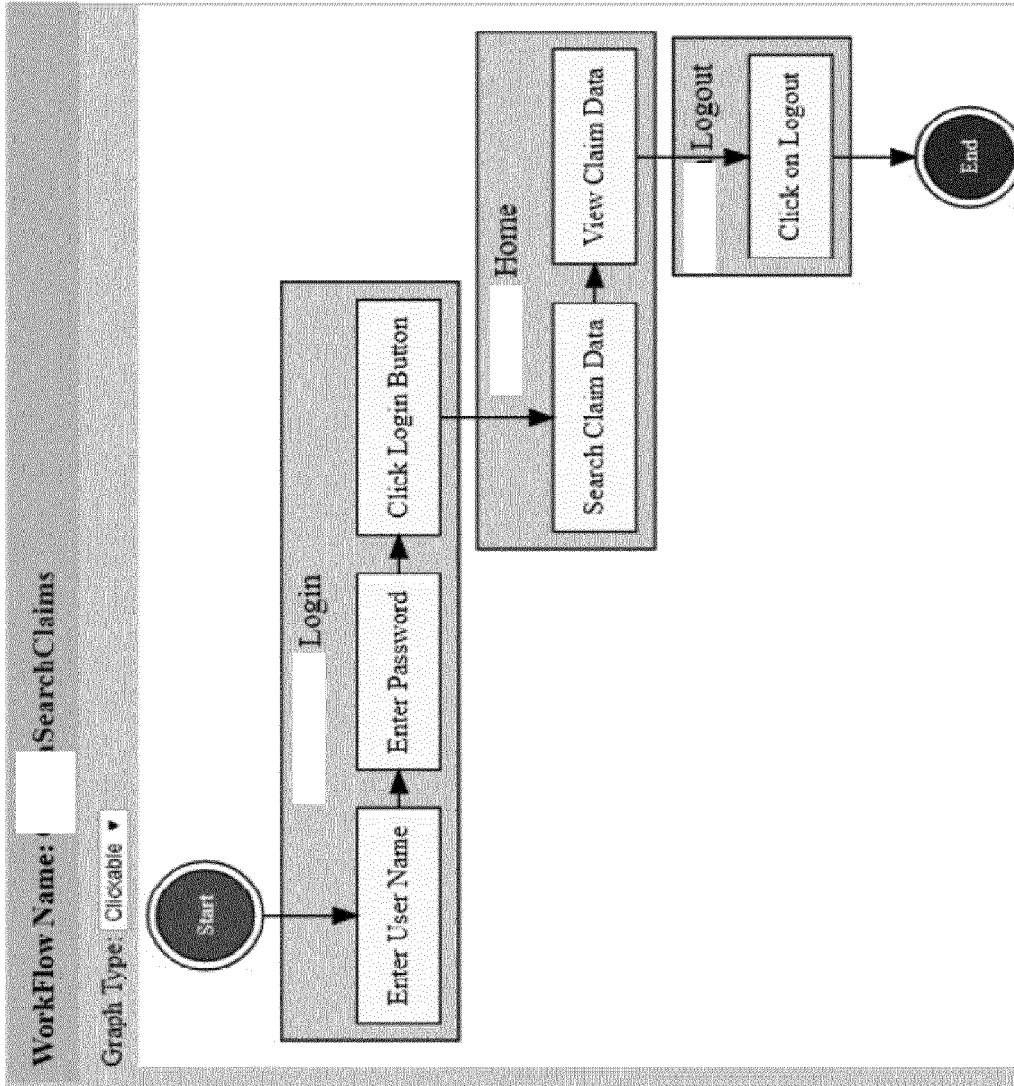 WorkFlow Name: SearchClaims
Graph Type: Clickable ▼
Start
Login
Enter User Name
Enter Password
Click Login Button
Home
Search Claim Data
View Claim Data
Logout
Click on Logout
End